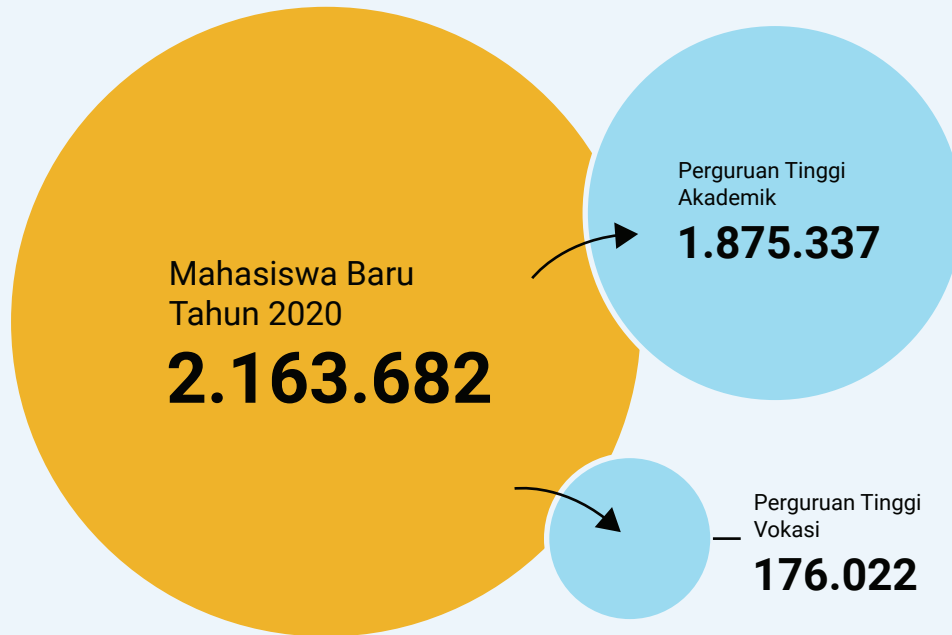 Mahasiswa Baru
Tahun 2020
2.163.682
Perguruan Tinggi
Akademik
1.875.337
Perguruan Tinggi
Vokasi
176.022